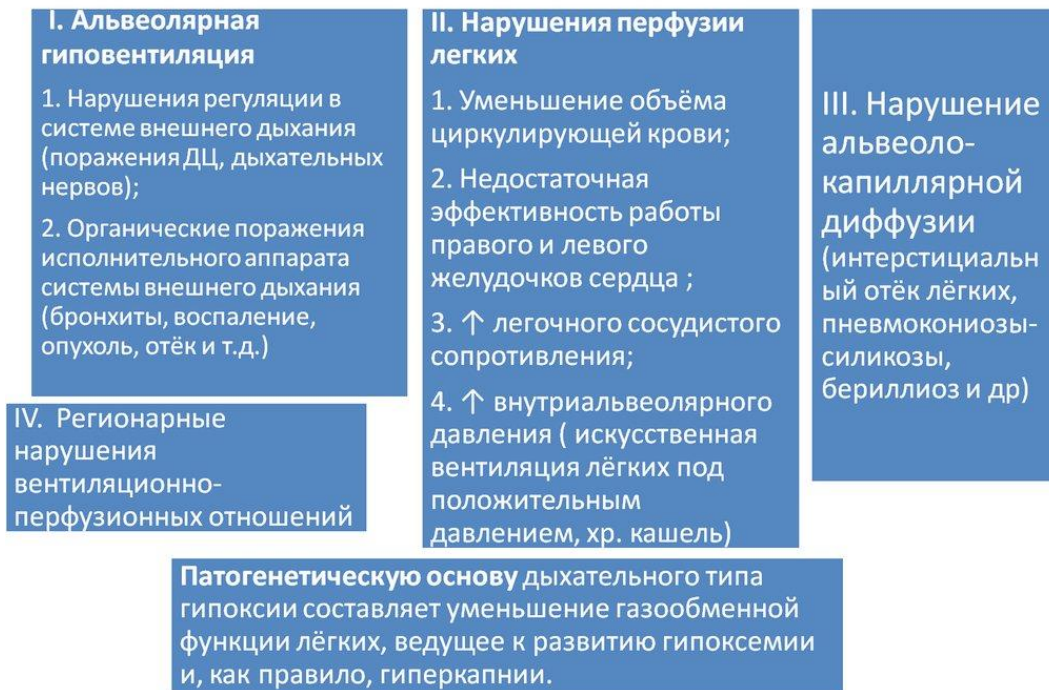 I. Альвеолярная
гиповентиляция
1. Нарушения регуляции в
системе внешнего дыхания
(поражения ДЦ, дыхательных
нервов);
2. Органические поражения
исполнительного аппарата
системы внешнего дыхания
(бронхиты, воспаление,
опухоль, отёк и т.д.)
II. Нарушения перфузии
легких
1. Уменьшение объёма
циркулирующей крови;
2. Недостаточная
эффективность работы
правого и левого
желудочков сердца ;
3. ↑ легочного сосудистого
сопротивления;
4. ↑ внутриальвеолярного
давления ( искусственная
вентиляция лёгких под
положительным
давлением, хр. кашель)
III. Нарушение
альвеоло-
капиллярной
диффузии
(интерстициальн
ый отёк лёгких,
пневмокониозы-
силикозы,
бериллиоз и др)
IV. Регионарные
нарушения
вентиляционно-
перфузионных отношений
Патогенетическую основу дыхательного типа
гипоксии составляет уменьшение газообменной
функции лёгких, ведущее к развитию гипоксемии
и, как правило, гиперкапнии.